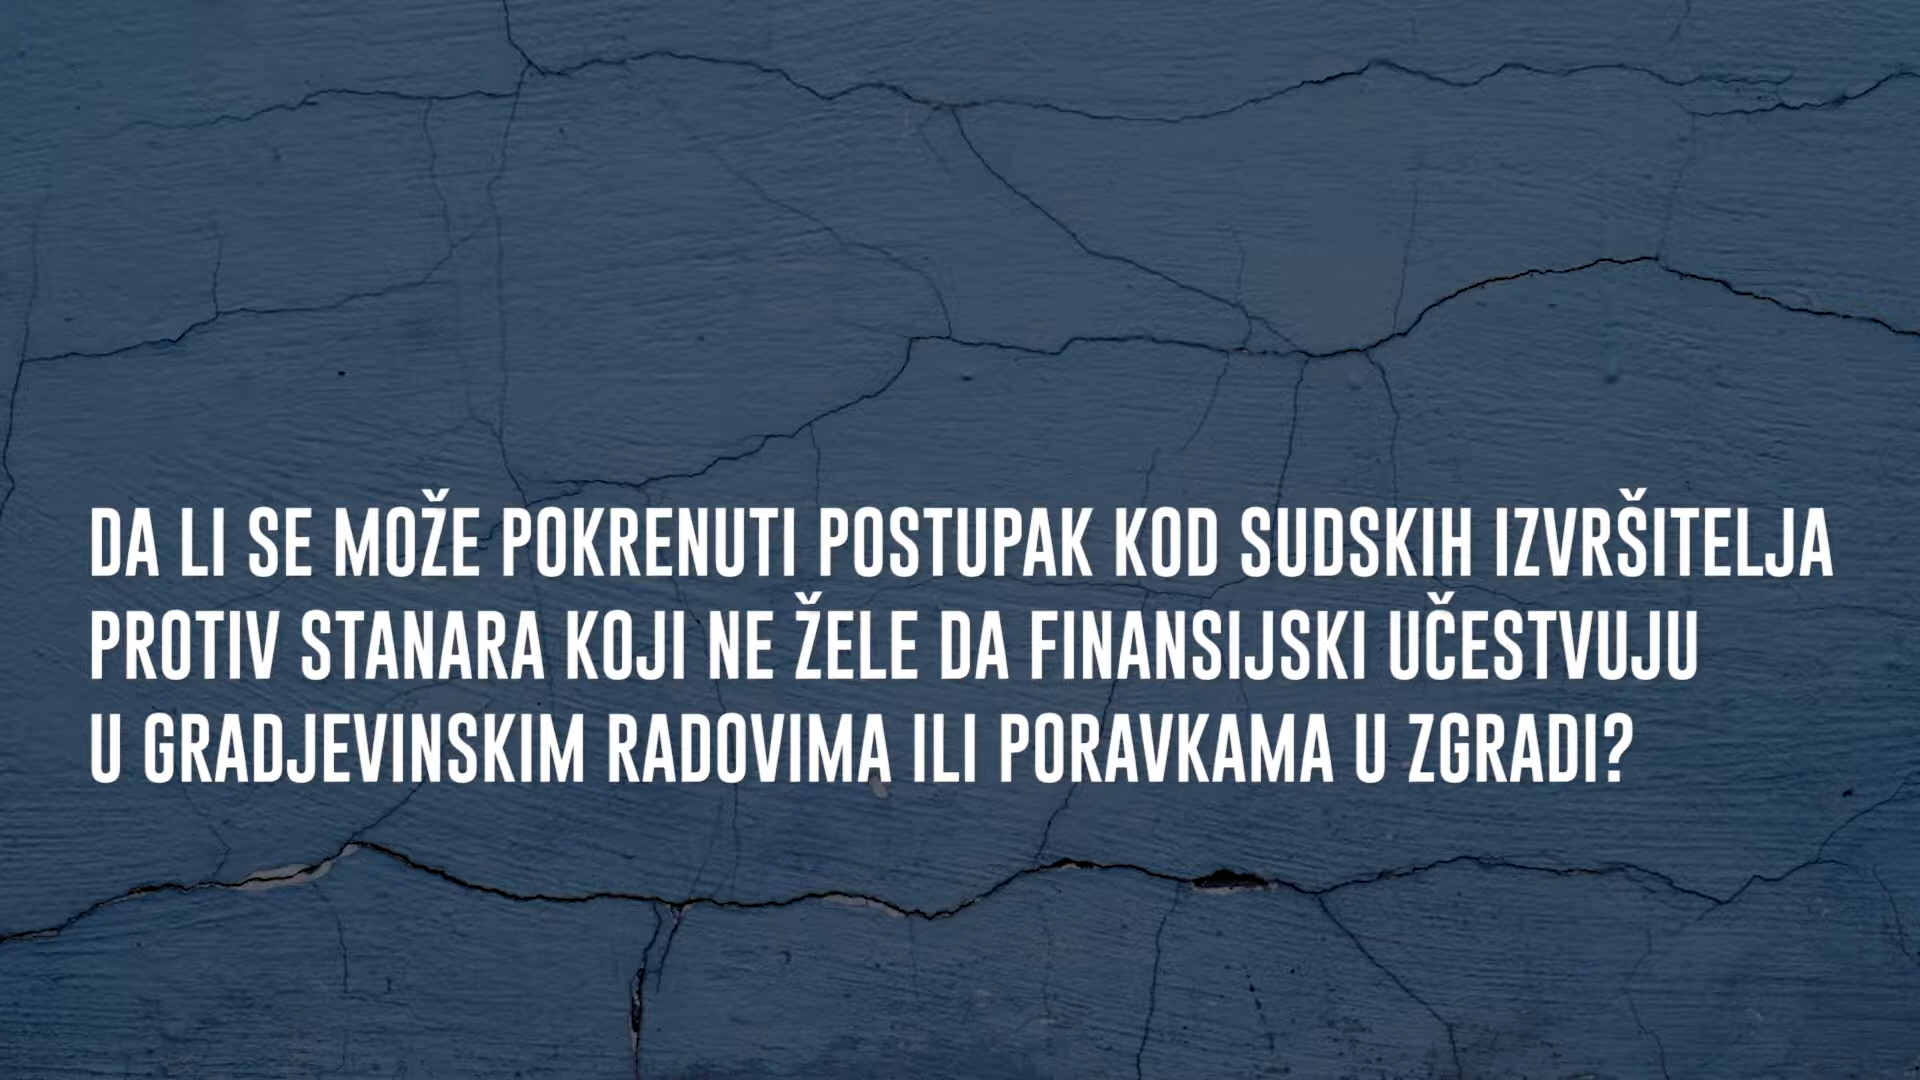 DA LI SE MOŽE POKRENUTI POSTUPAK KOD SUDSKIH IZVRŠITELJA
PROTIV STANARA KOJI NE ŽELE DA FINANSIJSKI UČESTVUJU
U GRADJEVINSKIM RADOVIMA ILI PORAVKAMA U ZGRADI?